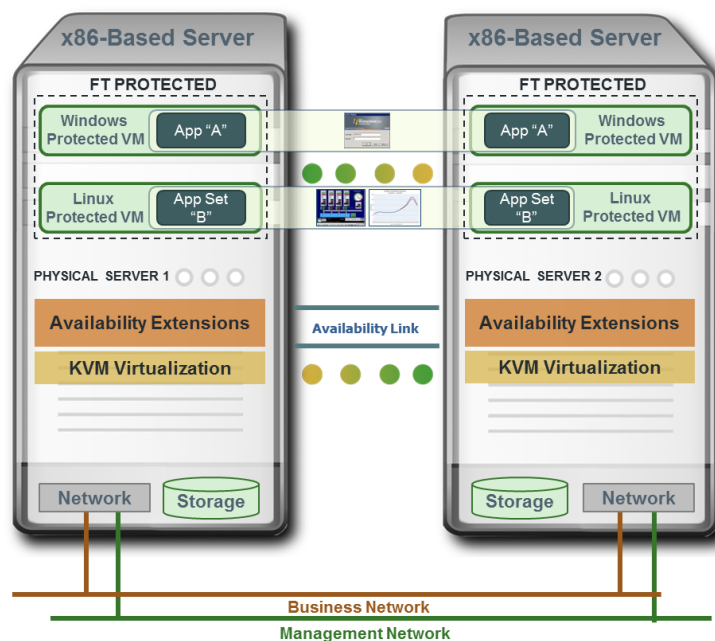 x86-Based Server
FT PROTECTED
Windows
Protected VM
App “A”
Linux
Protected VM
App Set
“B”
PHYSICAL SERVER 1
Availability Extensions
KVM Virtualization
Network
Storage
Availability Link
x86-Based Server
FT PROTECTED
App “A”
Windows
Protected VM
App Set
“B”
Linux
Protected VM
PHYSICAL SERVER 2
Availability Extensions
KVM Virtualization
Storage
Network
Business Network
Management Network